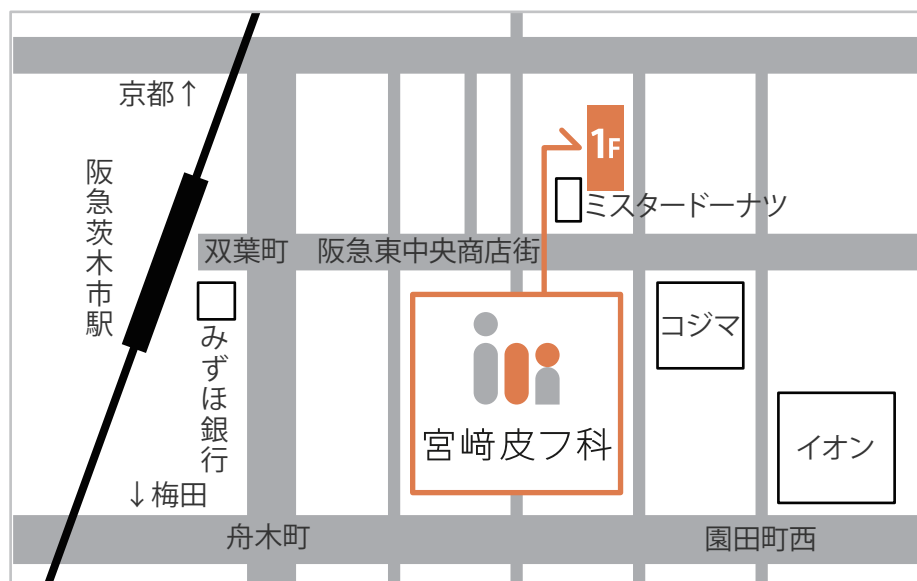 京都↑
1F
阪急茨木市駅
ミスタードーナツ
双葉町
阪急東中央商店街
コジマ
みずほ銀行
宮﨑皮フ科
イオン
↓梅田
舟木町
園田町西